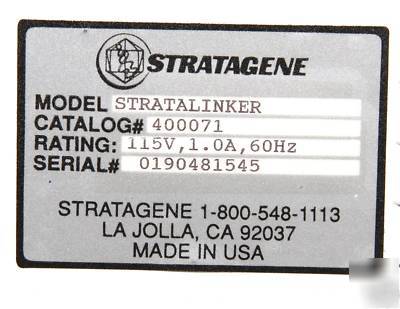 STRATAGENE
MODEL STRATALINKER
CATALOG# 400071
RATING: 115V,1.0A,60Hz
SERIAL# 0190481545
STRATAGENE 1-800-548-1113
LA JOLLA, CA 92037
MADE IN USA